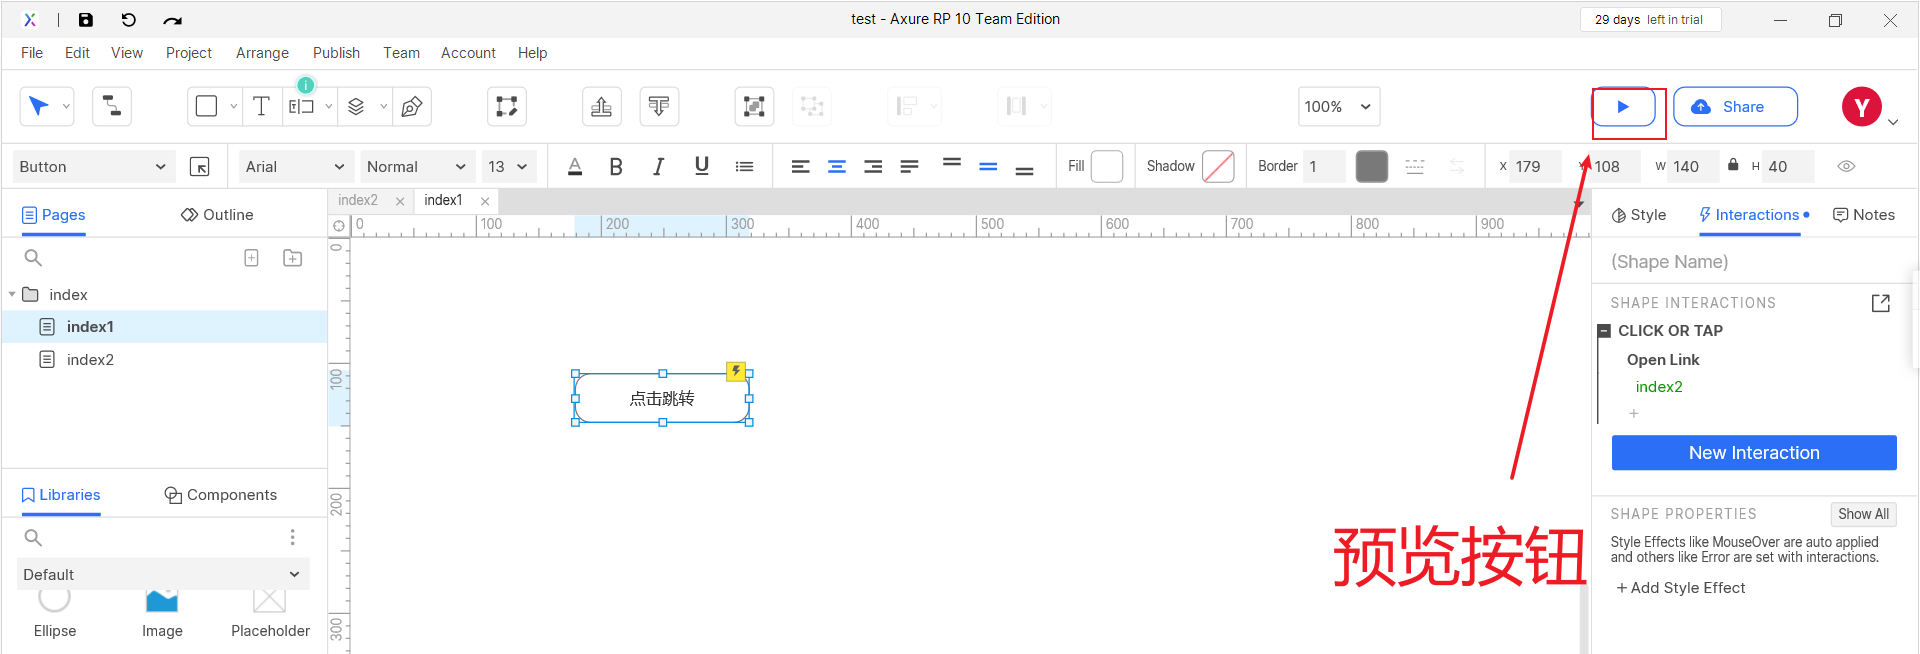 test - Axure RP 10 Team Edition
29 days left in trial
File Edit View Project Arrange Publish Team Account Help
100%
Share
Y
Button
Arial
Normal
13
Fill
Shadow
Border 1
X 179
108
W 140
H 40
Pages
Outline
index2
index1
Style
Interactions
Notes
0 100 200 300 400 500 600 700 800 900
0
100
200
300
index
index1
index2
点击跳转
(Shape Name)
SHAPE INTERACTIONS
CLICK OR TAP
Open Link
index2
New Interaction
Libraries
Components
Default
Ellipse
Image
Placeholder
预览按钮
SHAPE PROPERTIES
Show All
Style Effects like MouseOver are auto applied
and others like Error are set with interactions.
+ Add Style Effect